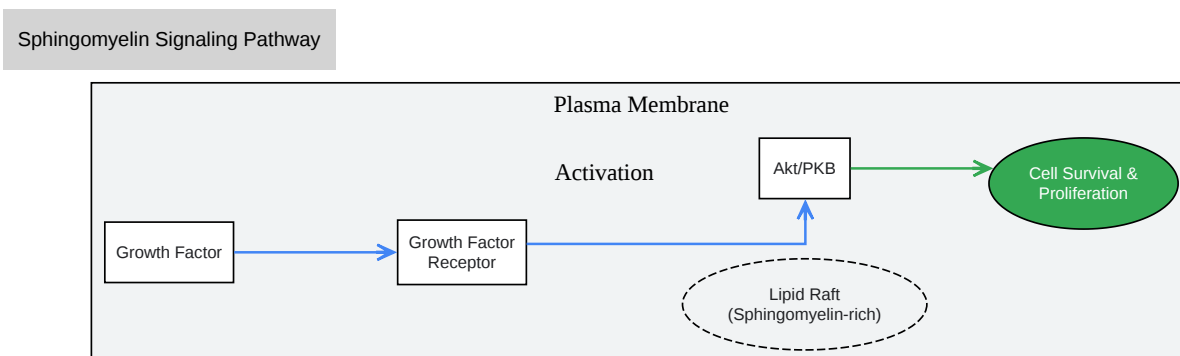 Sphingomyelin Signaling Pathway
Plasma Membrane
Activation
Akt/PKB
Cell Survival &
Proliferation
Growth Factor
Growth Factor
Receptor
Lipid Raft
(Sphingomyelin-rich)